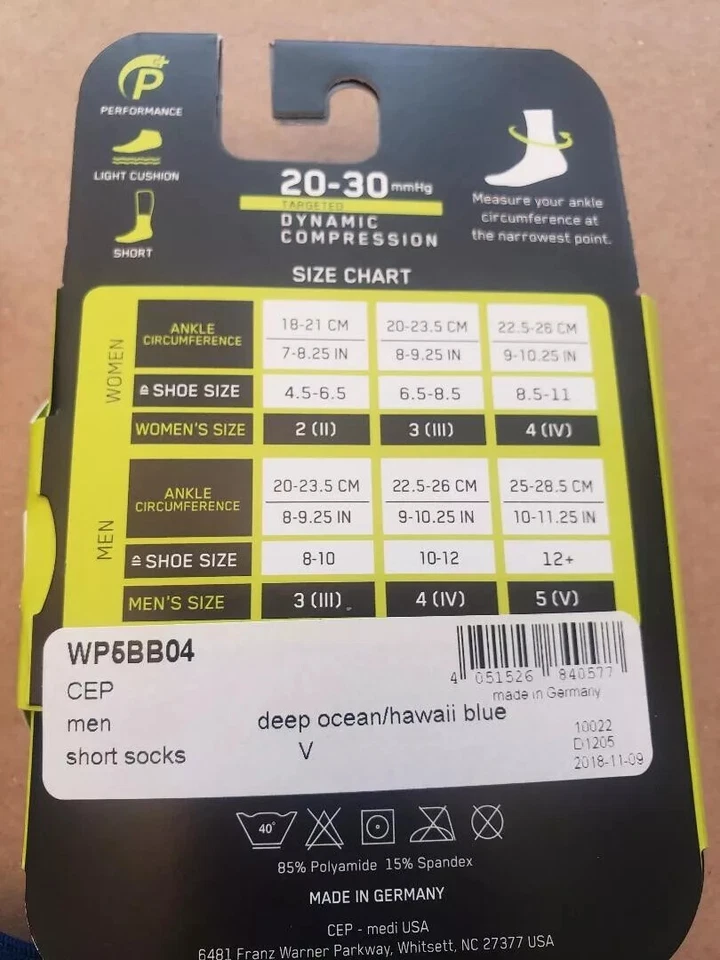 P+
PERFORMANCE
LIGHT CUSHION
SHORT
20-30 mmHg
TARGETED
DYNAMIC
COMPRESSION
Measure your ankle
circumference at
the narrowest point.
SIZE CHART
WOMEN
ANKLE CIRCUMFERENCE 18-21 CM 20-23.5 CM 22.5-26 CM
7-8.25 IN 8-9.25 IN 9-10.25 IN
≙ SHOE SIZE 4.5-6.5 6.5-8.5 8.5-11
WOMEN'S SIZE 2 (II) 3 (III) 4 (IV)
MEN
ANKLE CIRCUMFERENCE 20-23.5 CM 22.5-26 CM 25-28.5 CM
8-9.25 IN 9-10.25 IN 10-11.25 IN
≙ SHOE SIZE 8-10 10-12 12+
MEN'S SIZE 3 (III) 4 (IV) 5 (V)
WP5BB04
CEP
men
short socks
deep ocean/hawaii blue
V
4 051526 840577
made in Germany
10022
D1205
2018-11-09
40°
85% Polyamide 15% Spandex
MADE IN GERMANY
CEP - medi USA
6481 Franz Warner Parkway, Whitsett, NC 27377 USA